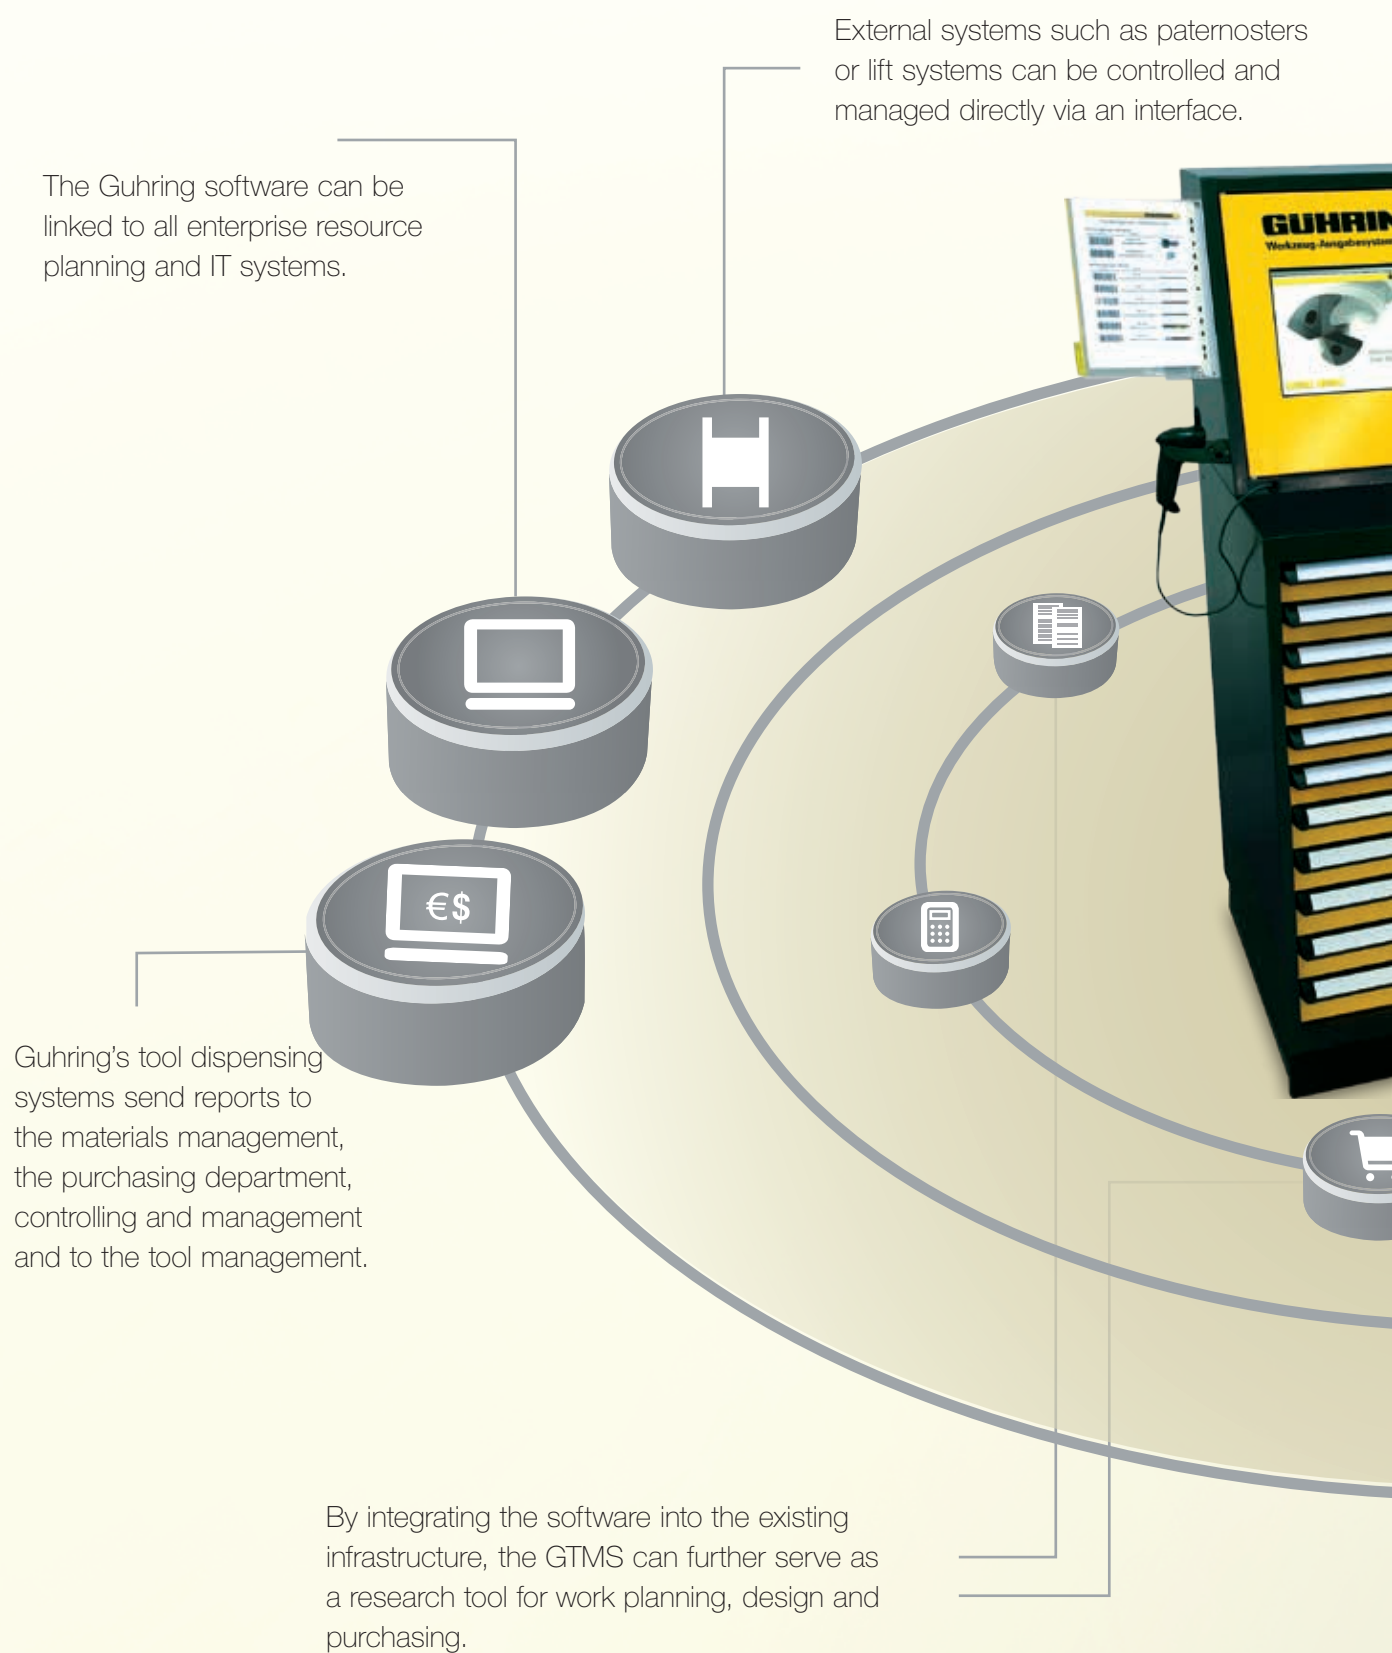 External systems such as paternosters
or lift systems can be controlled and
managed directly via an interface.
The Guhring software can be
linked to all enterprise resource
planning and IT systems.
GUHRIN
Werkzeug-Ausgabesystem
€$
Guhring’s tool dispensing
systems send reports to
the materials management,
the purchasing department,
controlling and management
and to the tool management.
By integrating the software into the existing
infrastructure, the GTMS can further serve as
a research tool for work planning, design and
purchasing.